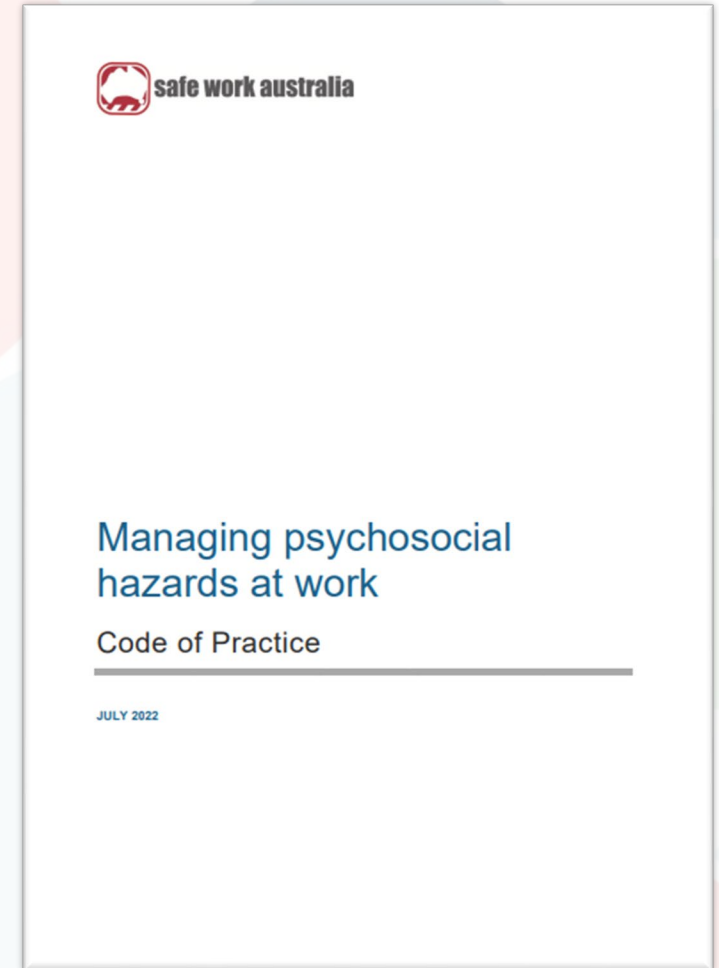 safe work australia
Managing psychosocial
hazards at work
Code of Practice
JULY 2022